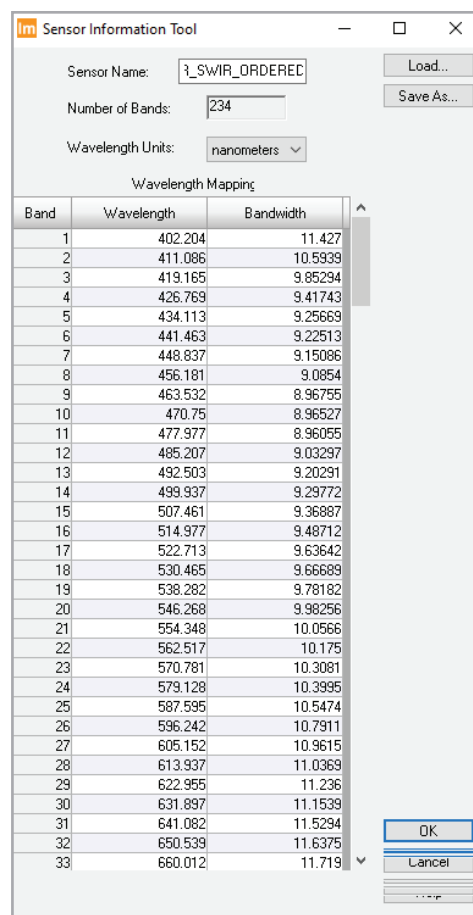 Im Sensor Information Tool
Sensor Name: R_SWIR_ORDERED Load...
Number of Bands: 234 Save As...
Wavelength Units: nanometers
Wavelength Mapping
Band Wavelength Bandwidth
1 402.204 11.427
2 411.086 10.5939
3 419.165 9.85294
4 426.769 9.41743
5 434.113 9.25669
6 441.463 9.22513
7 448.837 9.15086
8 456.181 9.0854
9 463.532 8.96755
10 470.75 8.96527
11 477.977 8.96055
12 485.207 9.03297
13 492.503 9.20291
14 499.937 9.29772
15 507.461 9.36887
16 514.977 9.48712
17 522.713 9.63642
18 530.465 9.66689
19 538.282 9.78182
20 546.268 9.98256
21 554.348 10.0566
22 562.517 10.175
23 570.781 10.3081
24 579.128 10.3995
25 587.595 10.5474
26 596.242 10.7911
27 605.152 10.9615
28 613.937 11.0369
29 622.955 11.236
30 631.897 11.1539
31 641.082 11.5294
32 650.539 11.6375
33 660.012 11.719
OK
Cancel